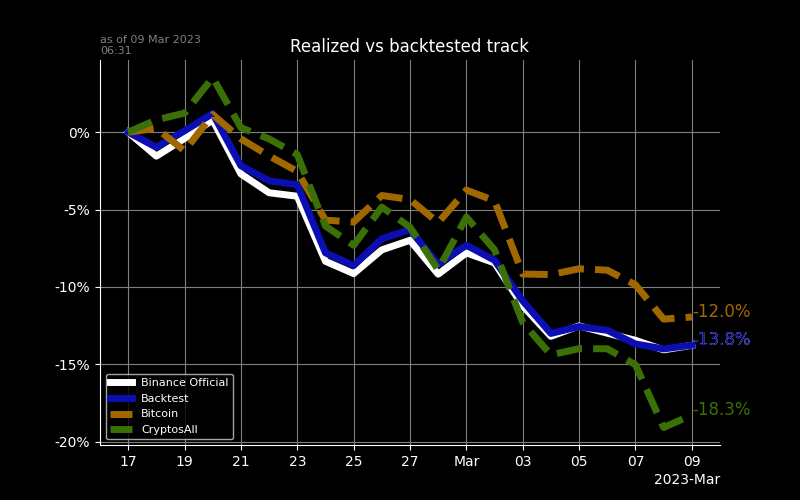 as of 09 Mar 2023
06:31
Realized vs backtested track
0%
-5%
-10%
-15%
-20%
-12.0%
-13.8%
-18.3%
Binance Official
Backtest
Bitcoin
CryptosAll
17 19 21 23 25 27 Mar 03 05 07 09
2023-Mar